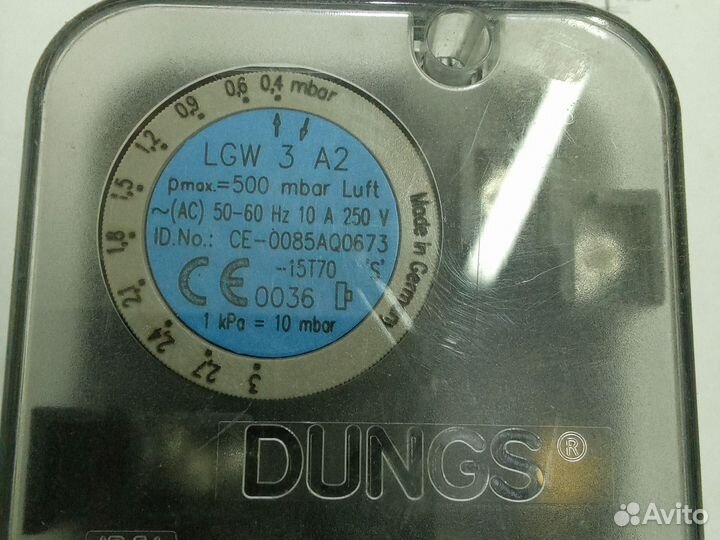 0,4 mbar
0,6
0,9
1,2
1,5
1,8
2,1
2,4
2,7
3
Made in Germany
LGW 3 A2
pmax.=500 mbar Luft
~(AC) 50-60 Hz 10 A 250 V
ID.No.: CE-0085AQ0673
-15T70 'S'
CE 0036
1 kPa = 10 mbar
DUNGS ®
Avito